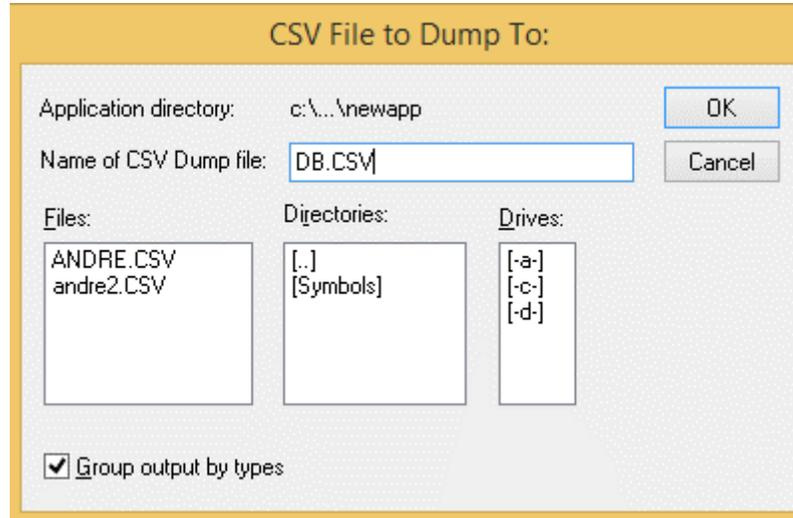 CSV File to Dump To:
Application directory: c:\...\newapp
OK
Name of CSV Dump file: DB.CSV
Cancel
Files:
Directories:
Drives:
ANDRE.CSV
andre2.CSV
[..]
[Symbols]
[-a-]
[-c-]
[-d-]
Group output by types